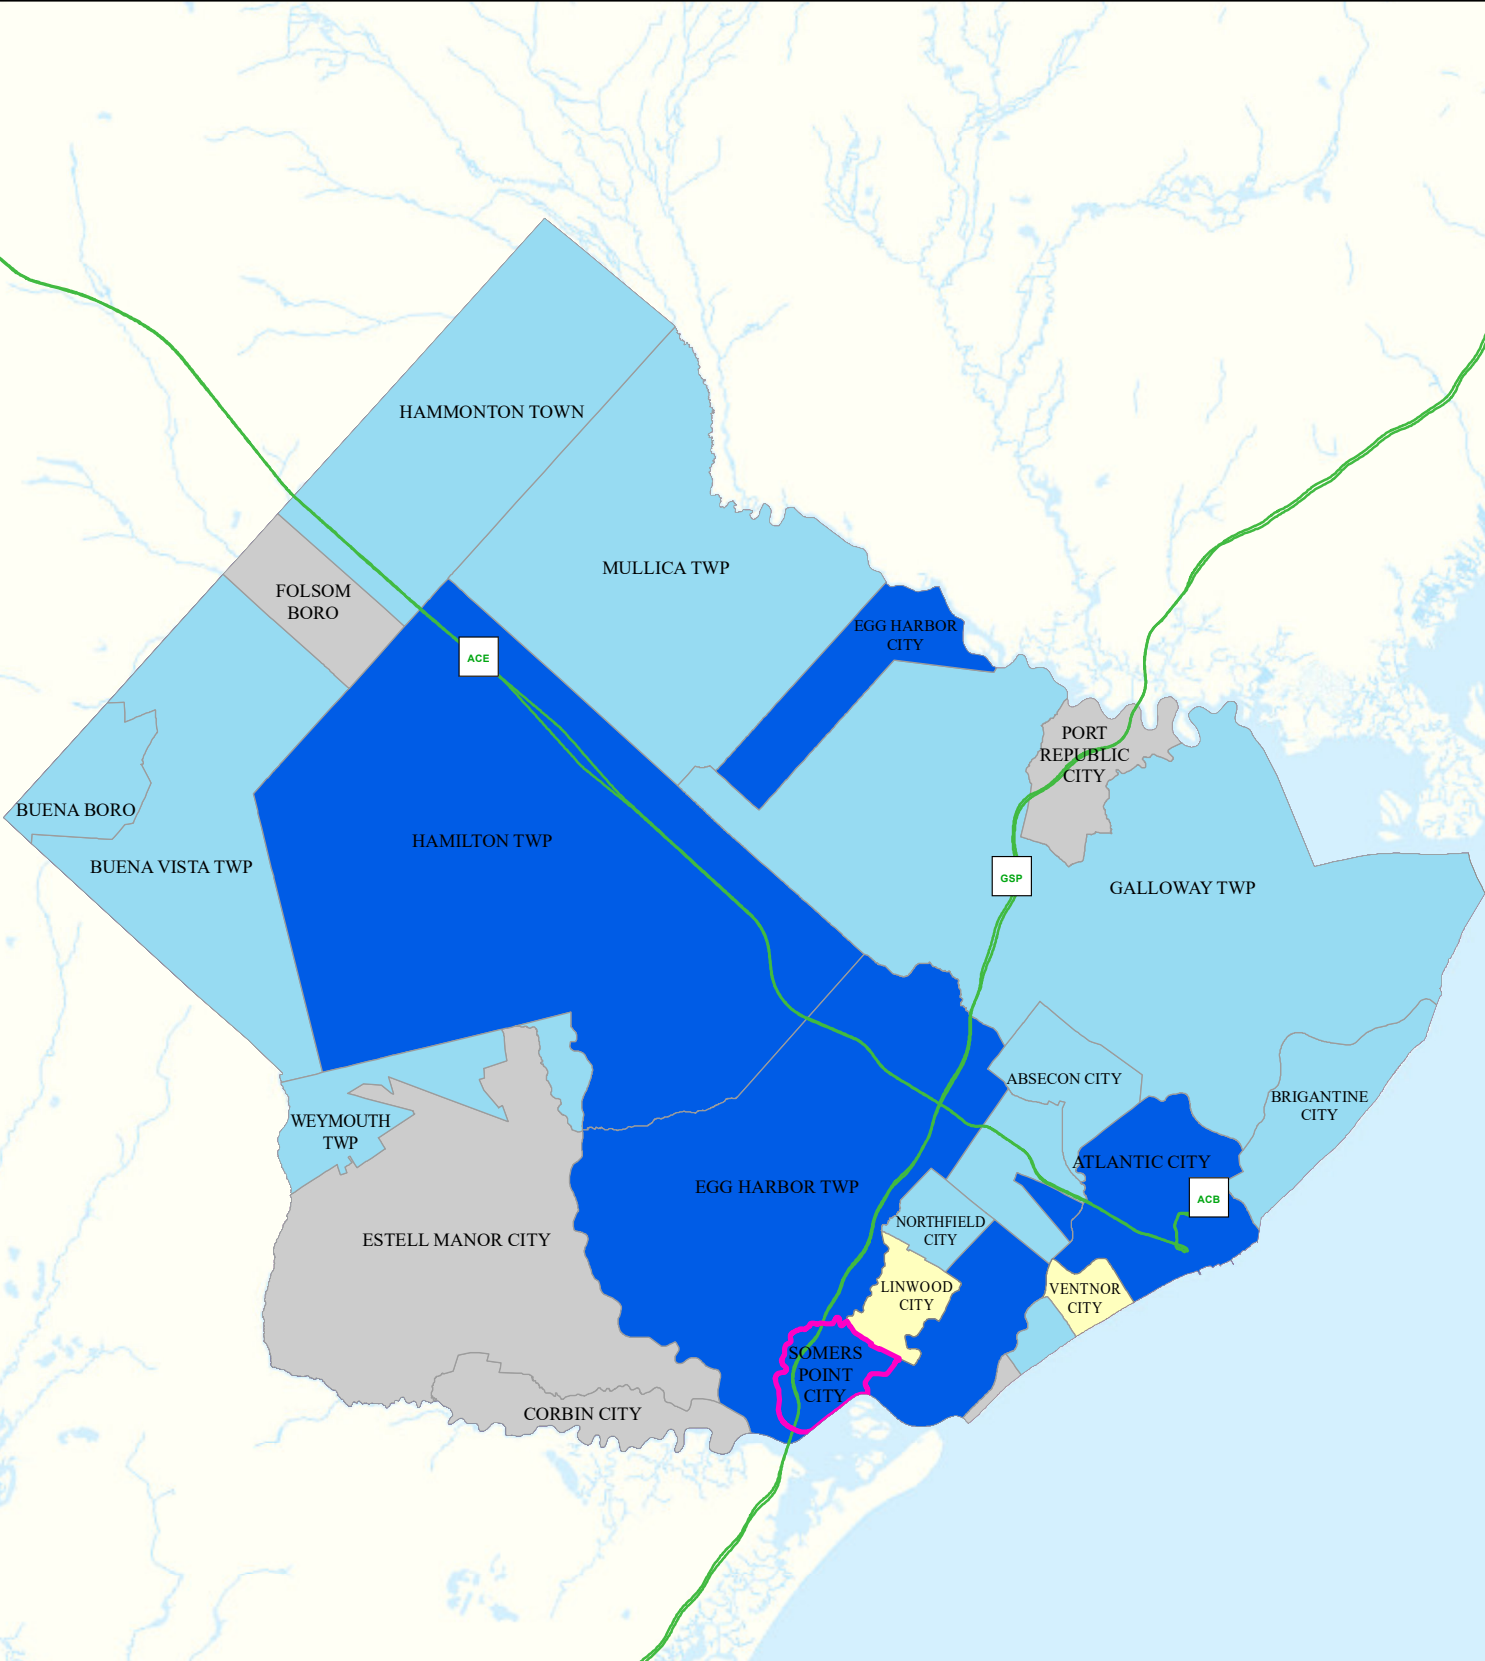 HAMMONTON TOWN
MULLICA TWP
FOLSOM
BORO
EGG HARBOR
CITY
ACE
PORT
REPUBLIC
CITY
BUENA BORO
HAMILTON TWP
BUENA VISTA TWP
GSP
GALLOWAY TWP
ABSECON CITY
BRIGANTINE
CITY
WEYMOUTH
TWP
ATLANTIC CITY
EGG HARBOR TWP
ACB
NORTHFIELD
CITY
ESTELL MANOR CITY
LINWOOD
CITY
VENTNOR
CITY
SOMERS
POINT
CITY
CORBIN CITY